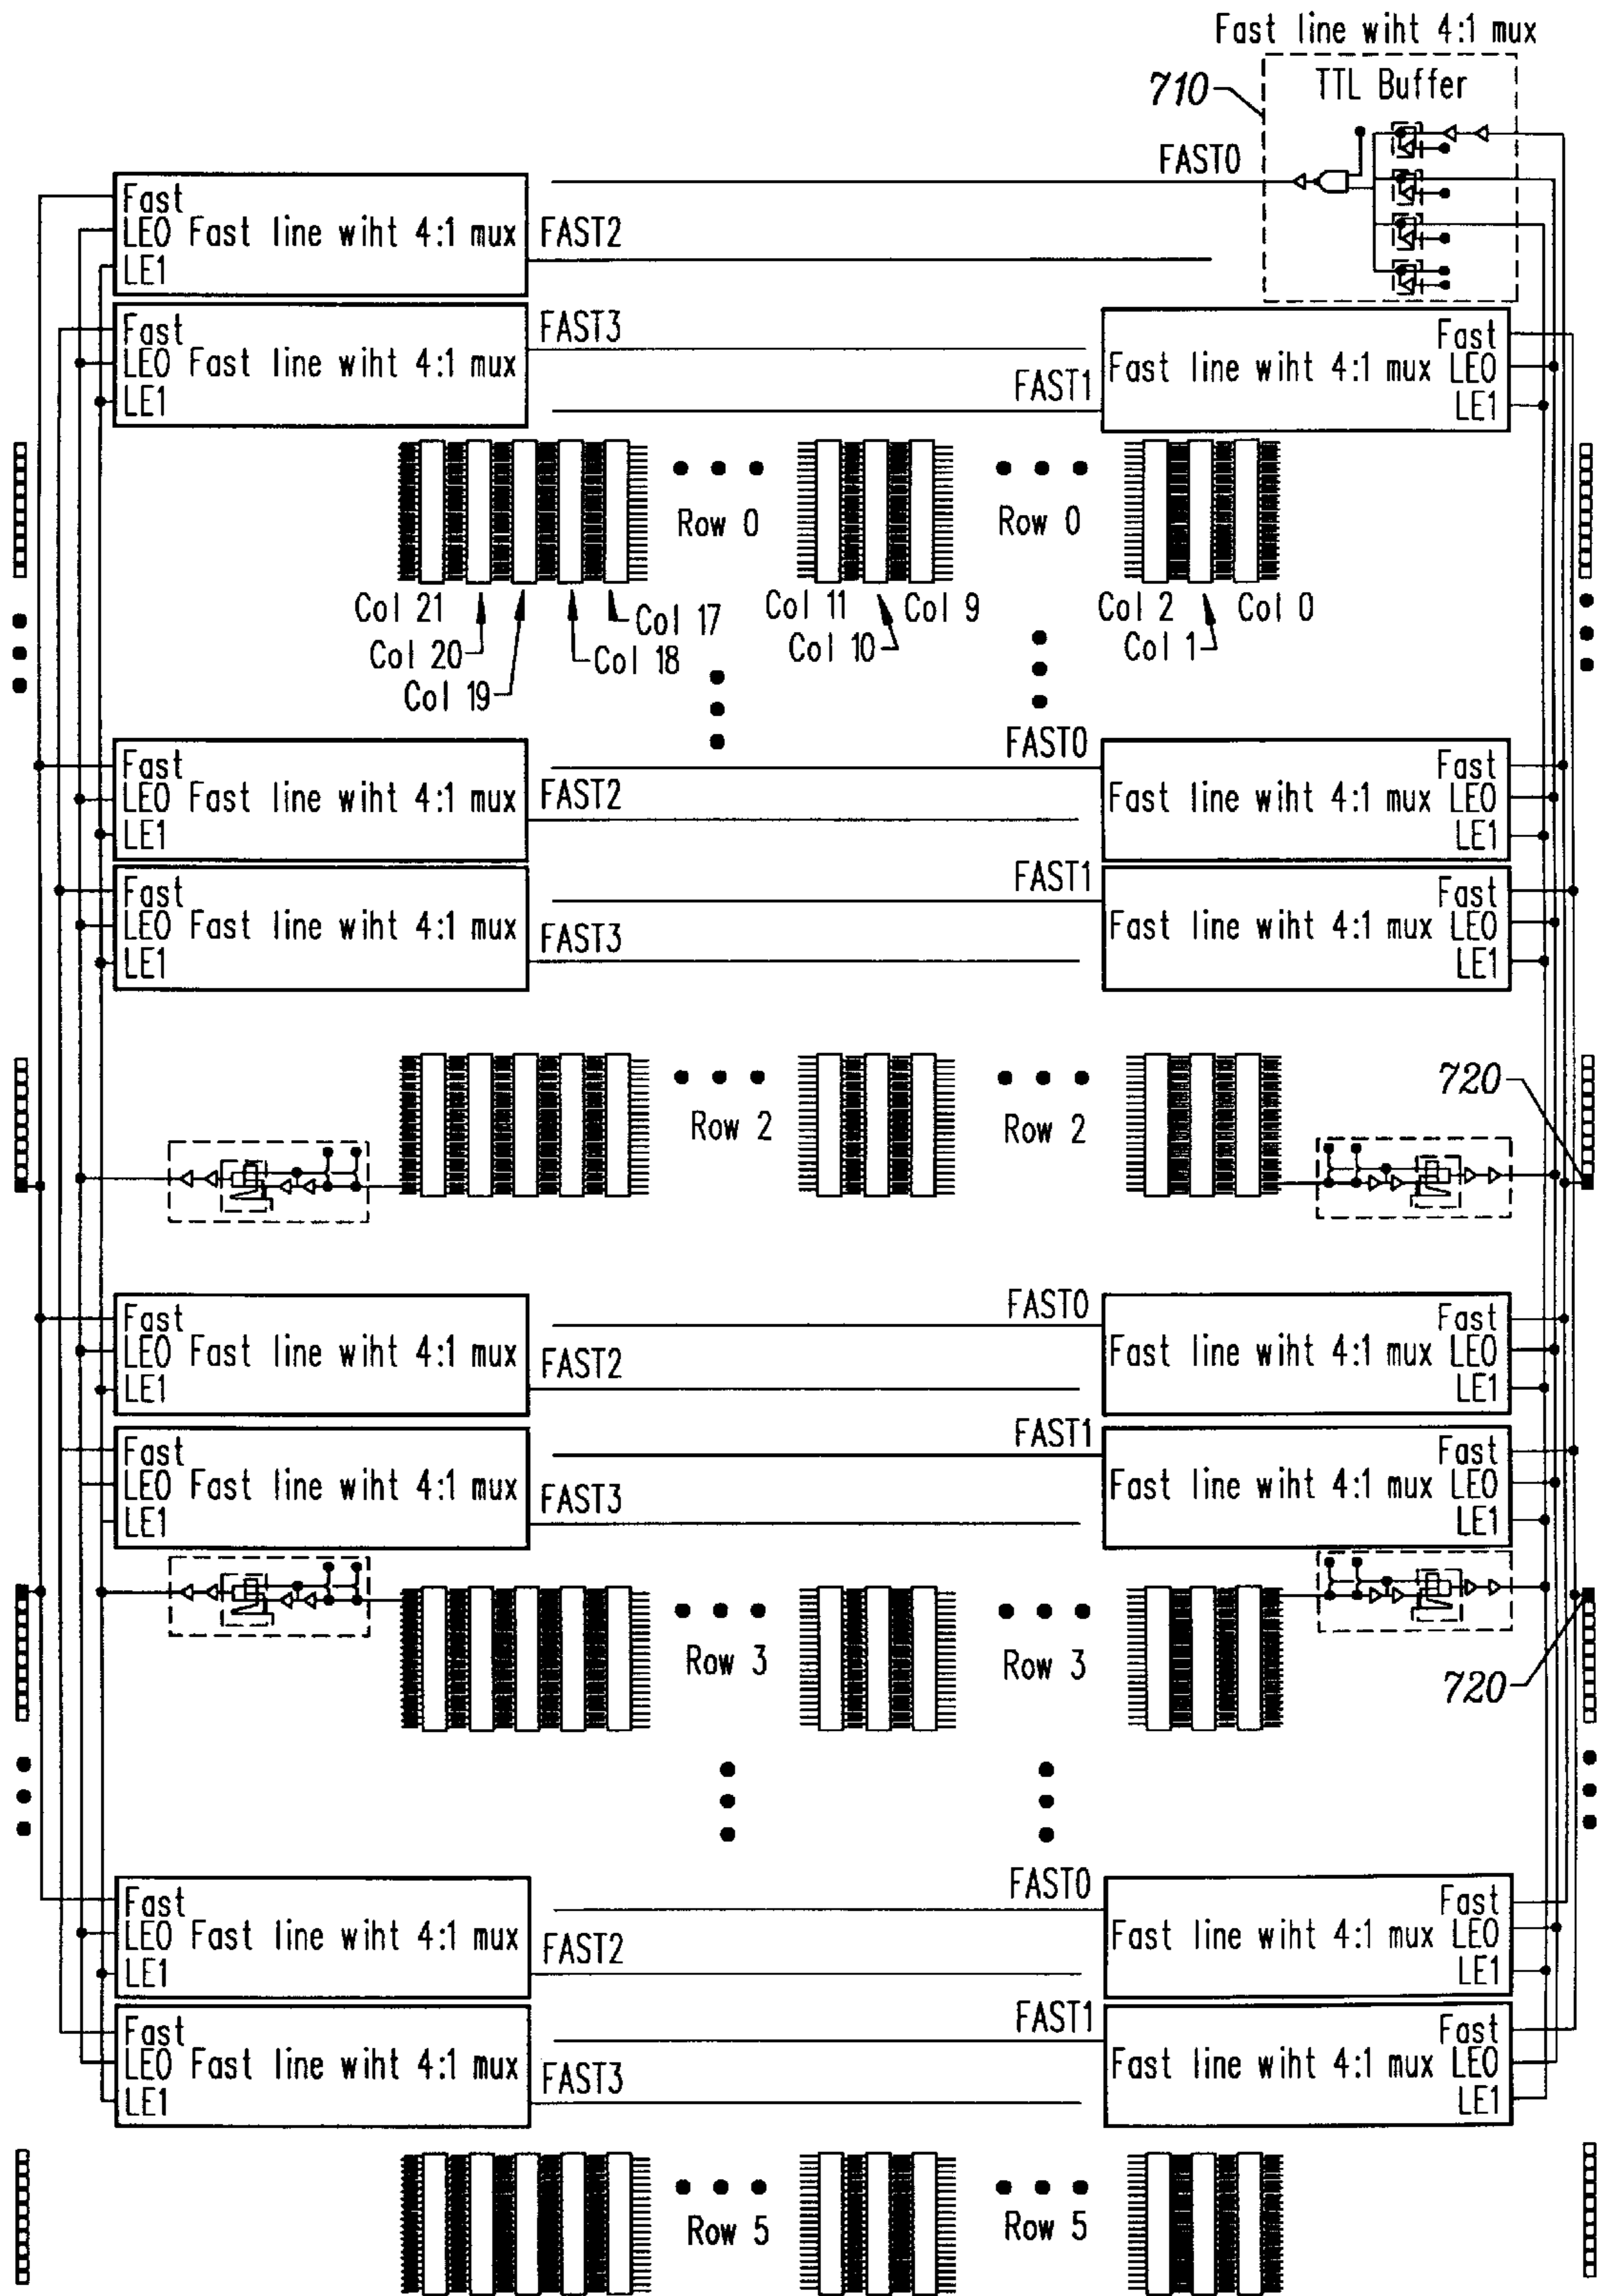 Fast line wiht 4:1 mux
710
TTL Buffer
FAST0
Fast
LE0 Fast line wiht 4:1 mux
LE1
FAST2
Fast
LE0 Fast line wiht 4:1 mux
LE1
FAST3
FAST1
Fast
Fast line wiht 4:1 mux LE0
LE1
Row 0
Row 0
Col 21
Col 20
Col 19
Col 18
Col 17
Col 11
Col 10
Col 9
Col 2
Col 1
Col 0
Fast
LE0 Fast line wiht 4:1 mux
LE1
FAST2
FAST0
Fast
Fast line wiht 4:1 mux LE0
LE1
Fast
LE0 Fast line wiht 4:1 mux
LE1
FAST3
FAST1
Fast
Fast line wiht 4:1 mux LE0
LE1
720
Row 2
Row 2
Fast
LE0 Fast line wiht 4:1 mux
LE1
FAST2
FAST0
Fast
Fast line wiht 4:1 mux LE0
LE1
Fast
LE0 Fast line wiht 4:1 mux
LE1
FAST3
FAST1
Fast
Fast line wiht 4:1 mux LE0
LE1
Row 3
Row 3
720
Fast
LE0 Fast line wiht 4:1 mux
LE1
FAST2
FAST0
Fast
Fast line wiht 4:1 mux LE0
LE1
Fast
LE0 Fast line wiht 4:1 mux
LE1
FAST3
FAST1
Fast
Fast line wiht 4:1 mux LE0
LE1
Row 5
Row 5